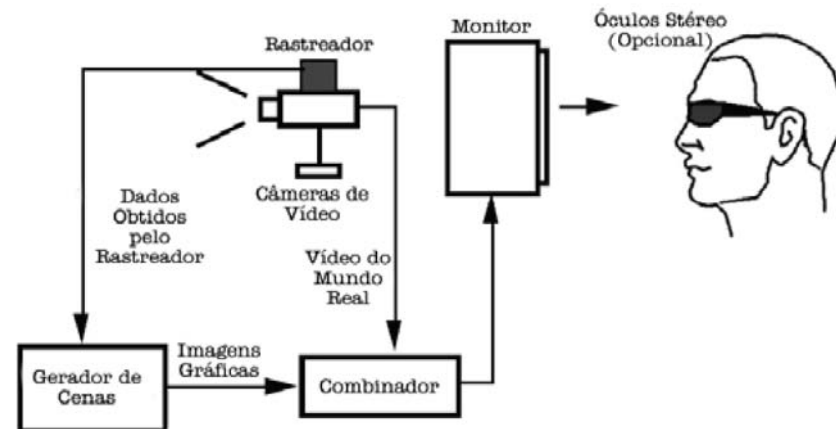 Rastreador
Monitor
Óculos Stéreo
(Opcional)
Câmeras de
Vídeo
Dados
Obtidos
pelo
Rastreador
Vídeo do
Mundo
Real
Imagens
Gráficas
Gerador de
Cenas
Combinador